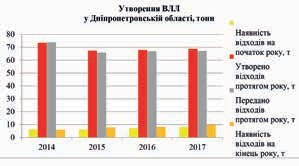 Утворення ВЛЛ
у Дніпропетровській області, тонн
80
70
60
50
40
30
20
10
0
2014
2015
2016
2017
Наявність
відходів на
початок року, т
Утворено
відходів
протягом року, т
Передано
відходів
протягом року, т
Наявність
відходів на
кінець року, т